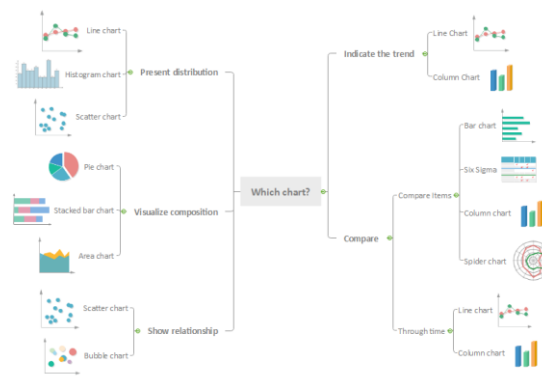 Which chart?
Present distribution
Line chart
Histogram chart
Scatter chart
Visualize composition
Pie chart
Stacked bar chart
Area chart
Show relationship
Scatter chart
Bubble chart
Indicate the trend
Line Chart
Column Chart
Compare
Compare Items
Bar chart
Six Sigma
Column chart
Spider chart
Through time
Line chart
Column chart